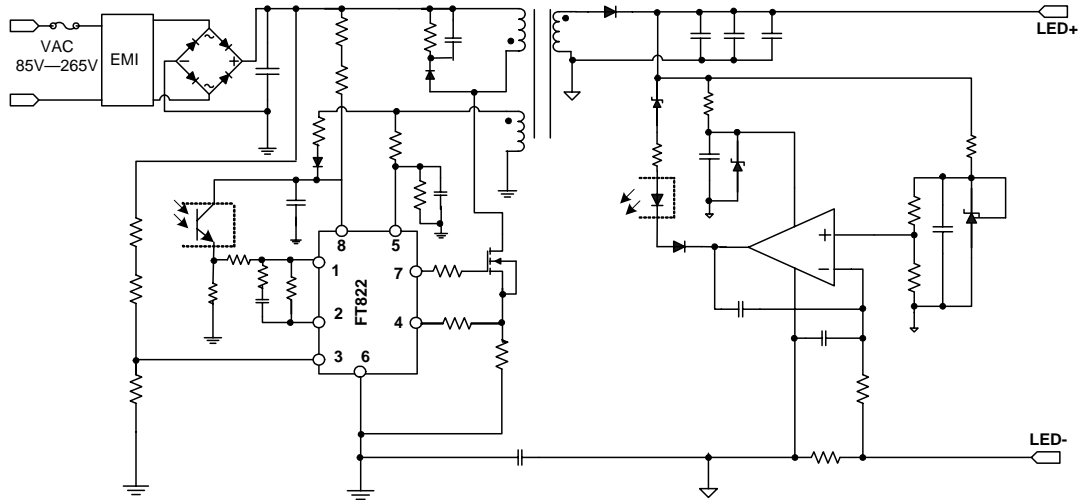 LED+
VAC
85V—265V
EMI
~
−
+
~
8
5
1
7
+
−
FT822
2
4
3
6
LED-